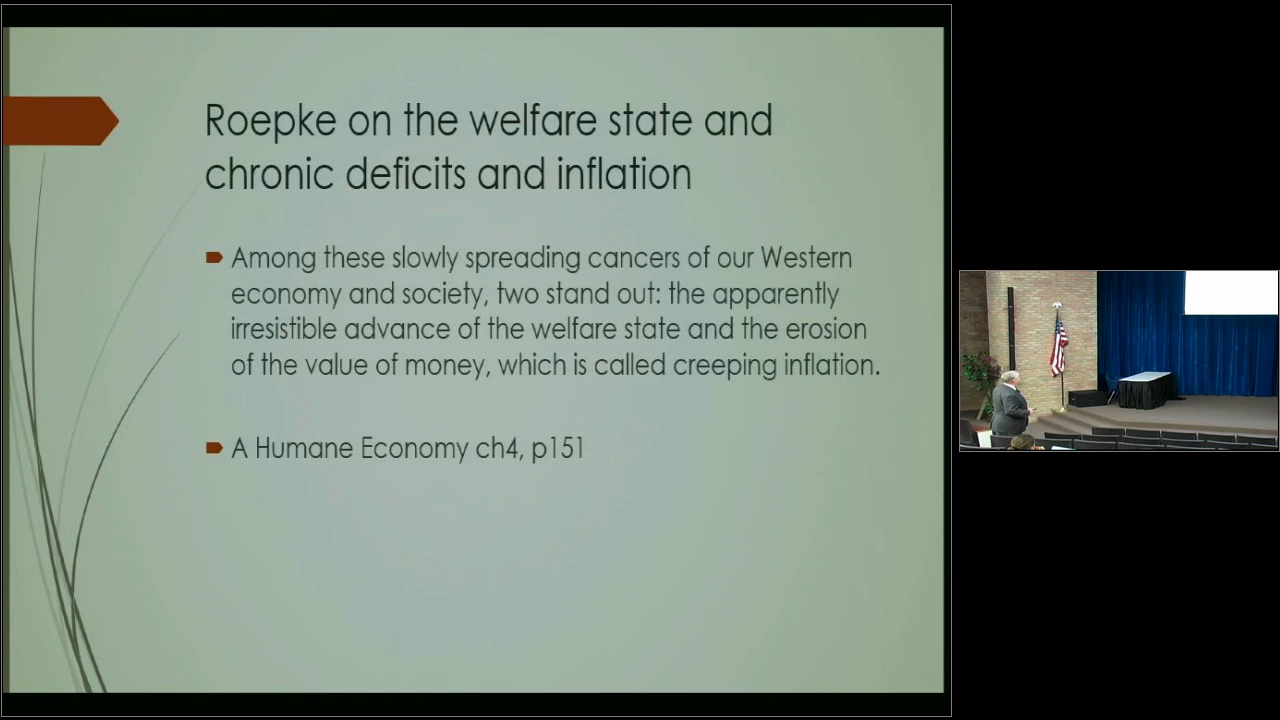 Roepke on the welfare state and
chronic deficits and inflation
Among these slowly spreading cancers of our Western
economy and society, two stand out: the apparently
irresistible advance of the welfare state and the erosion
of the value of money, which is called creeping inflation.
A Humane Economy ch4, p151